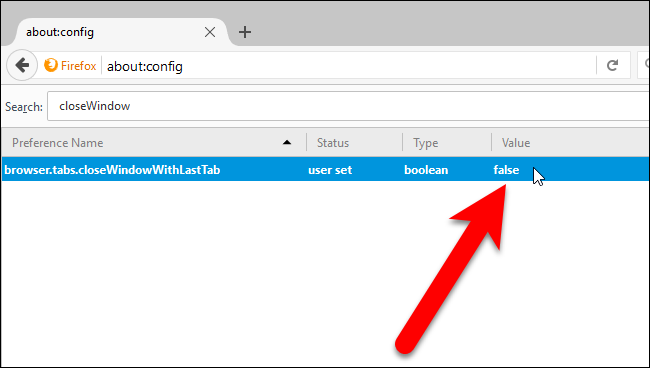 about:config
Firefox about:config
Search: closeWindow
Preference Name Status Type Value
browser.tabs.closeWindowWithLastTab user set boolean false